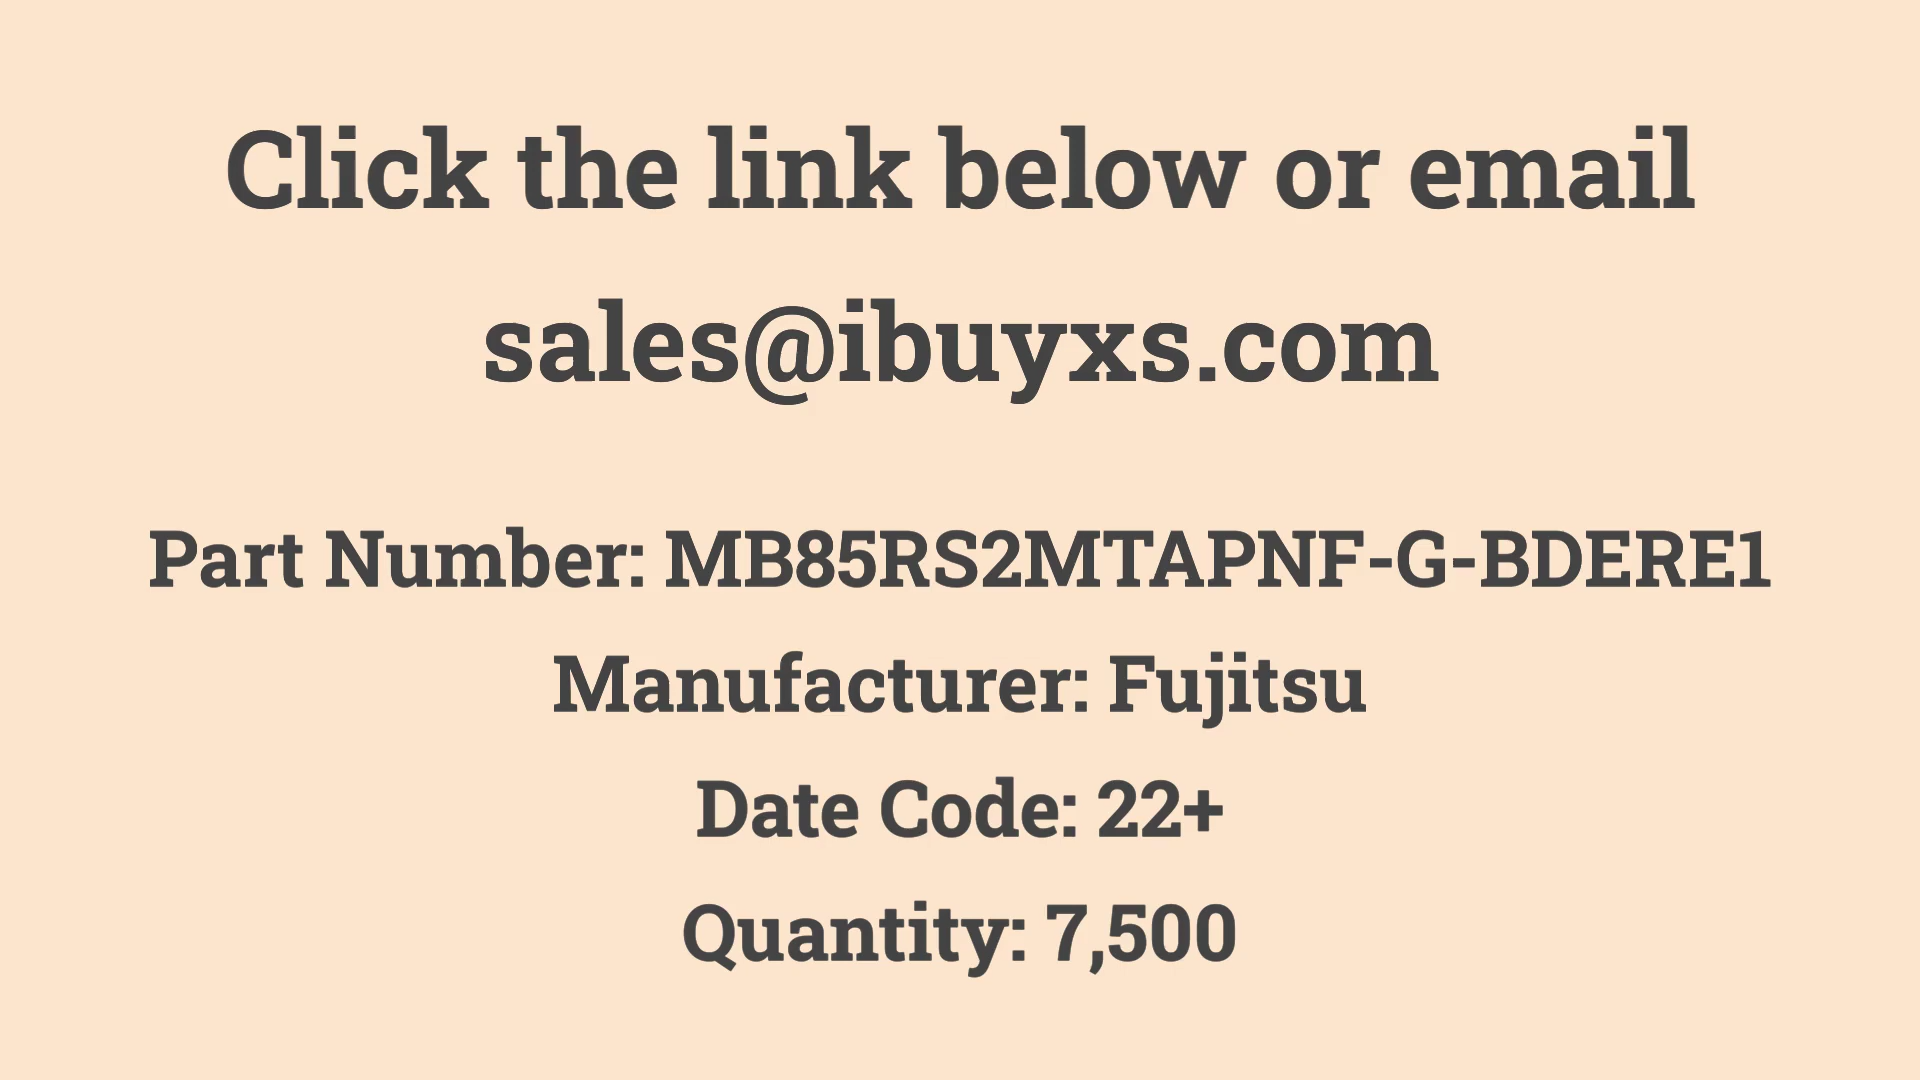 Click the link below or email
sales@ibuyxs.com
Part Number: MB85RS2MTAPNF-G-BDERE1
Manufacturer: Fujitsu
Date Code: 22+
Quantity: 7,500